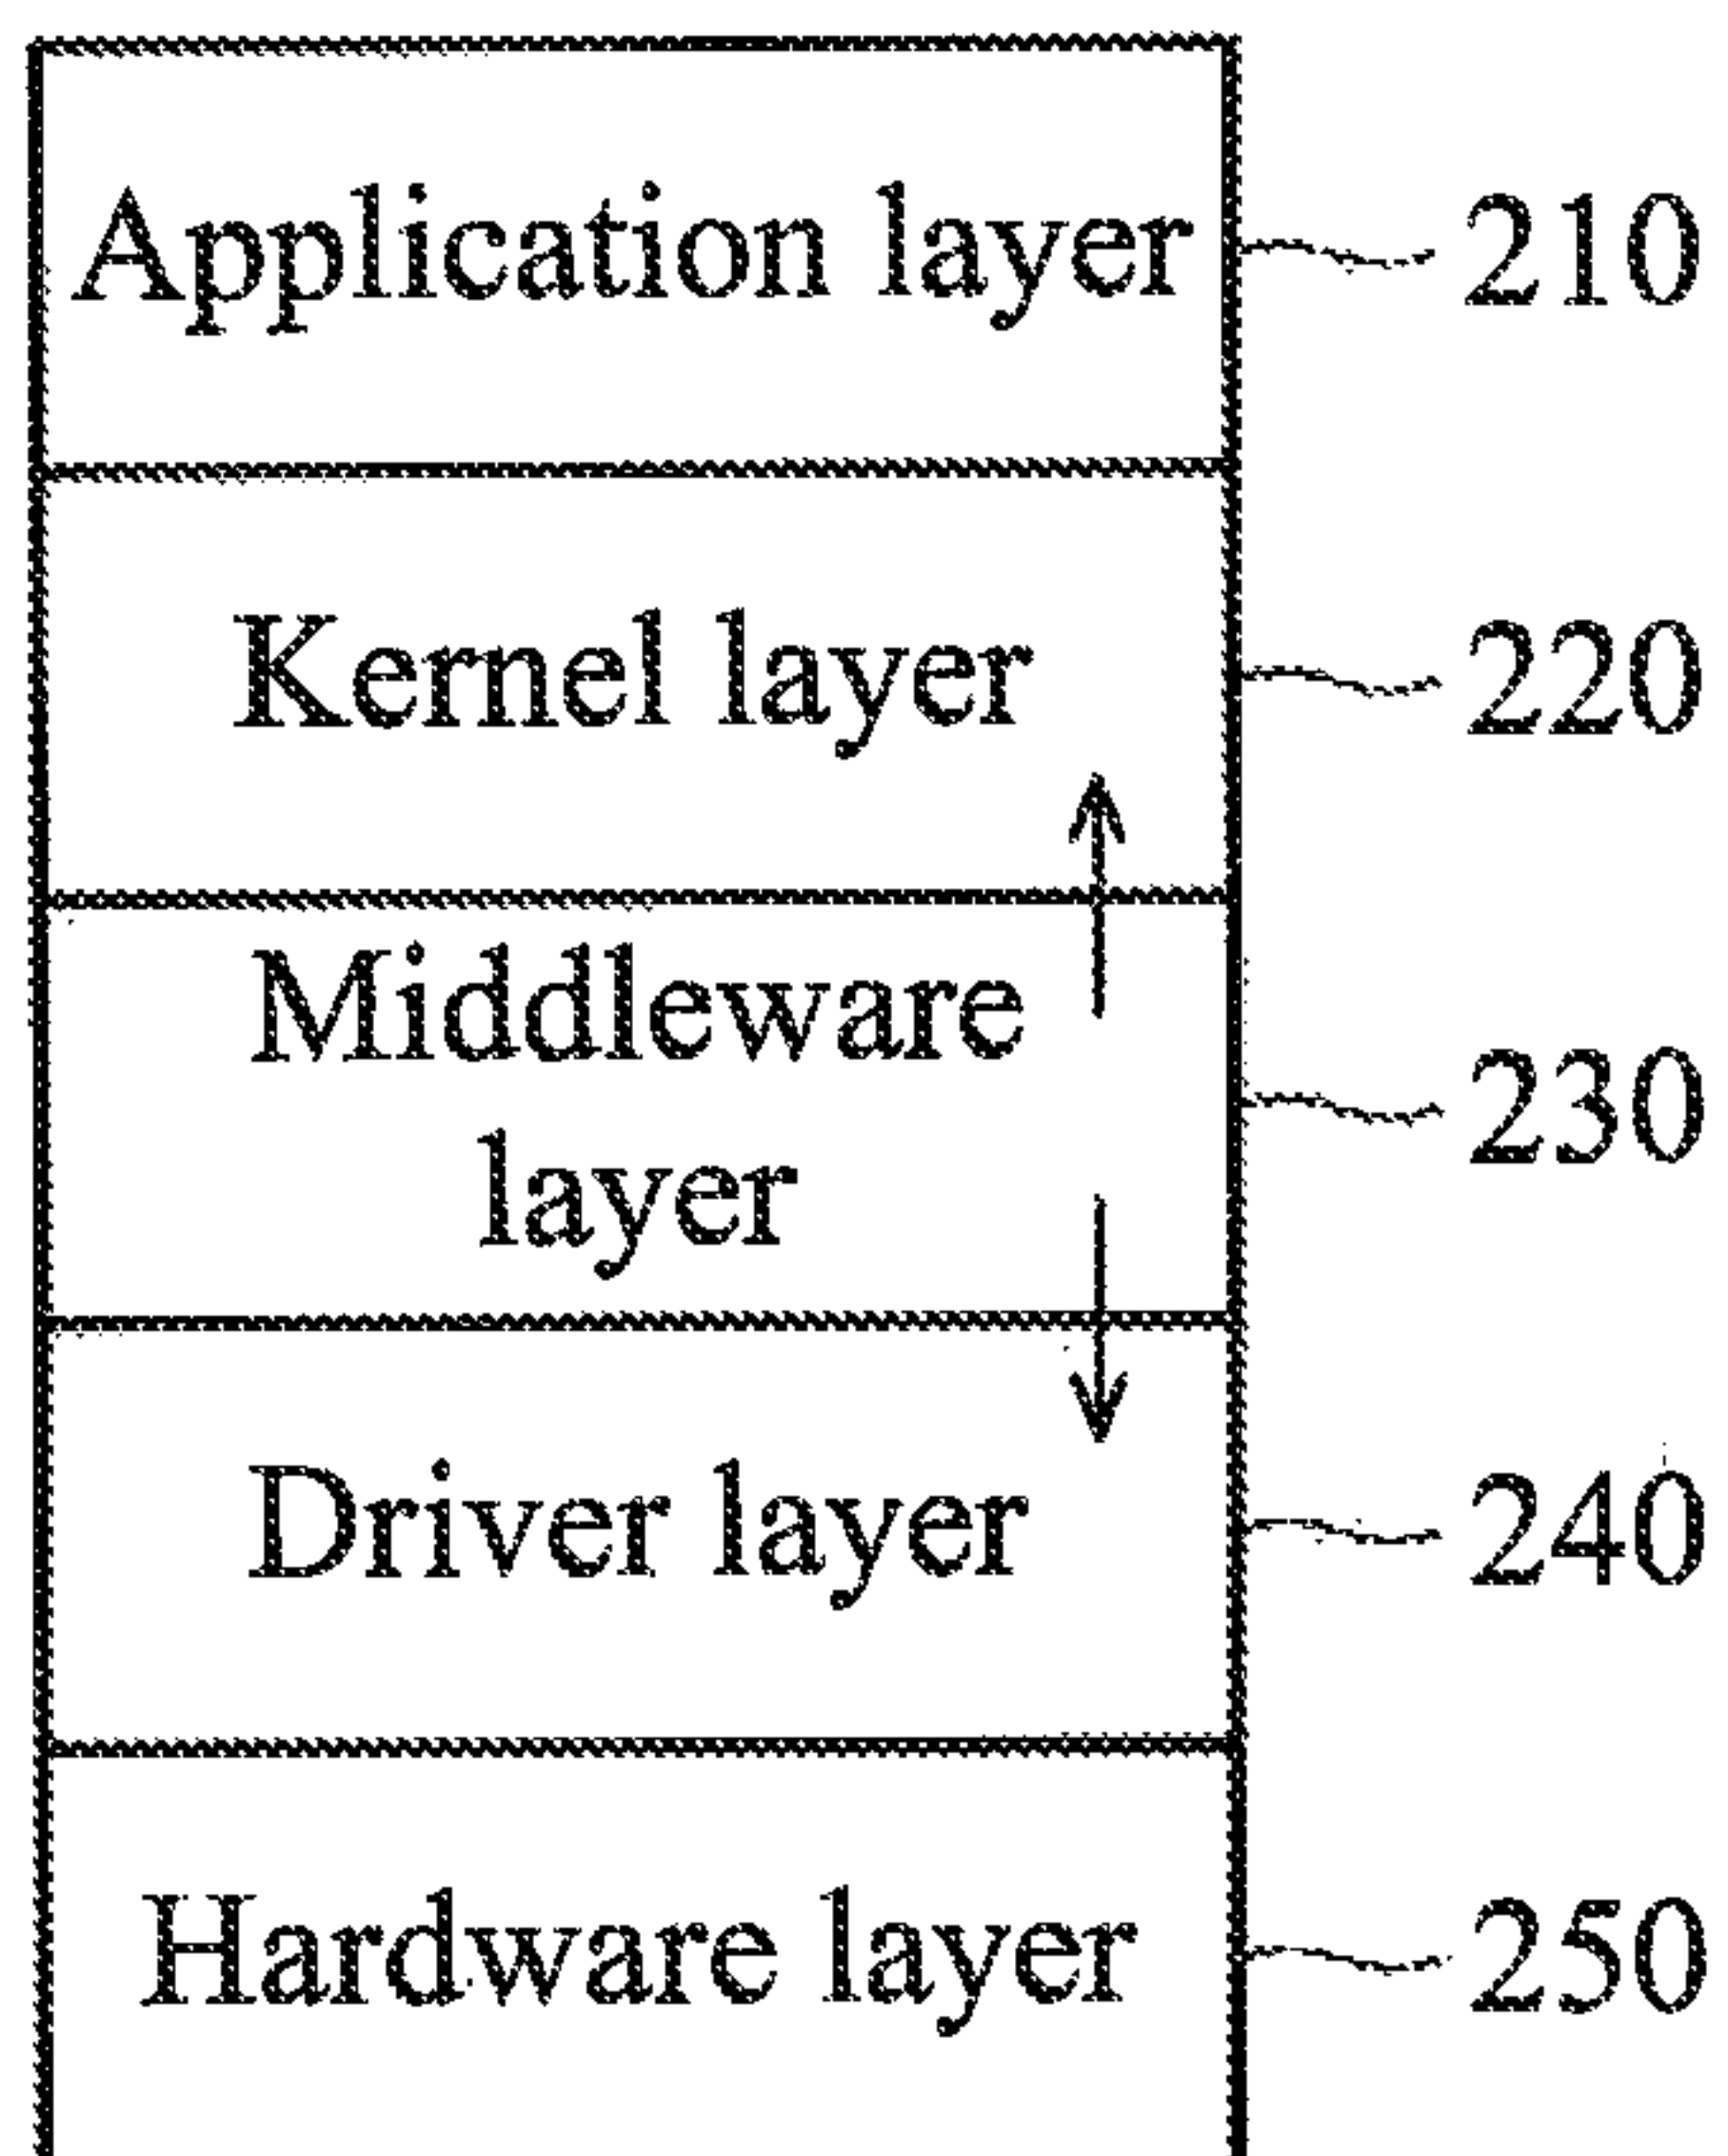 Application layer 210
Kernel layer 220
Middleware
layer 230
Driver layer 240
Hardware layer 250